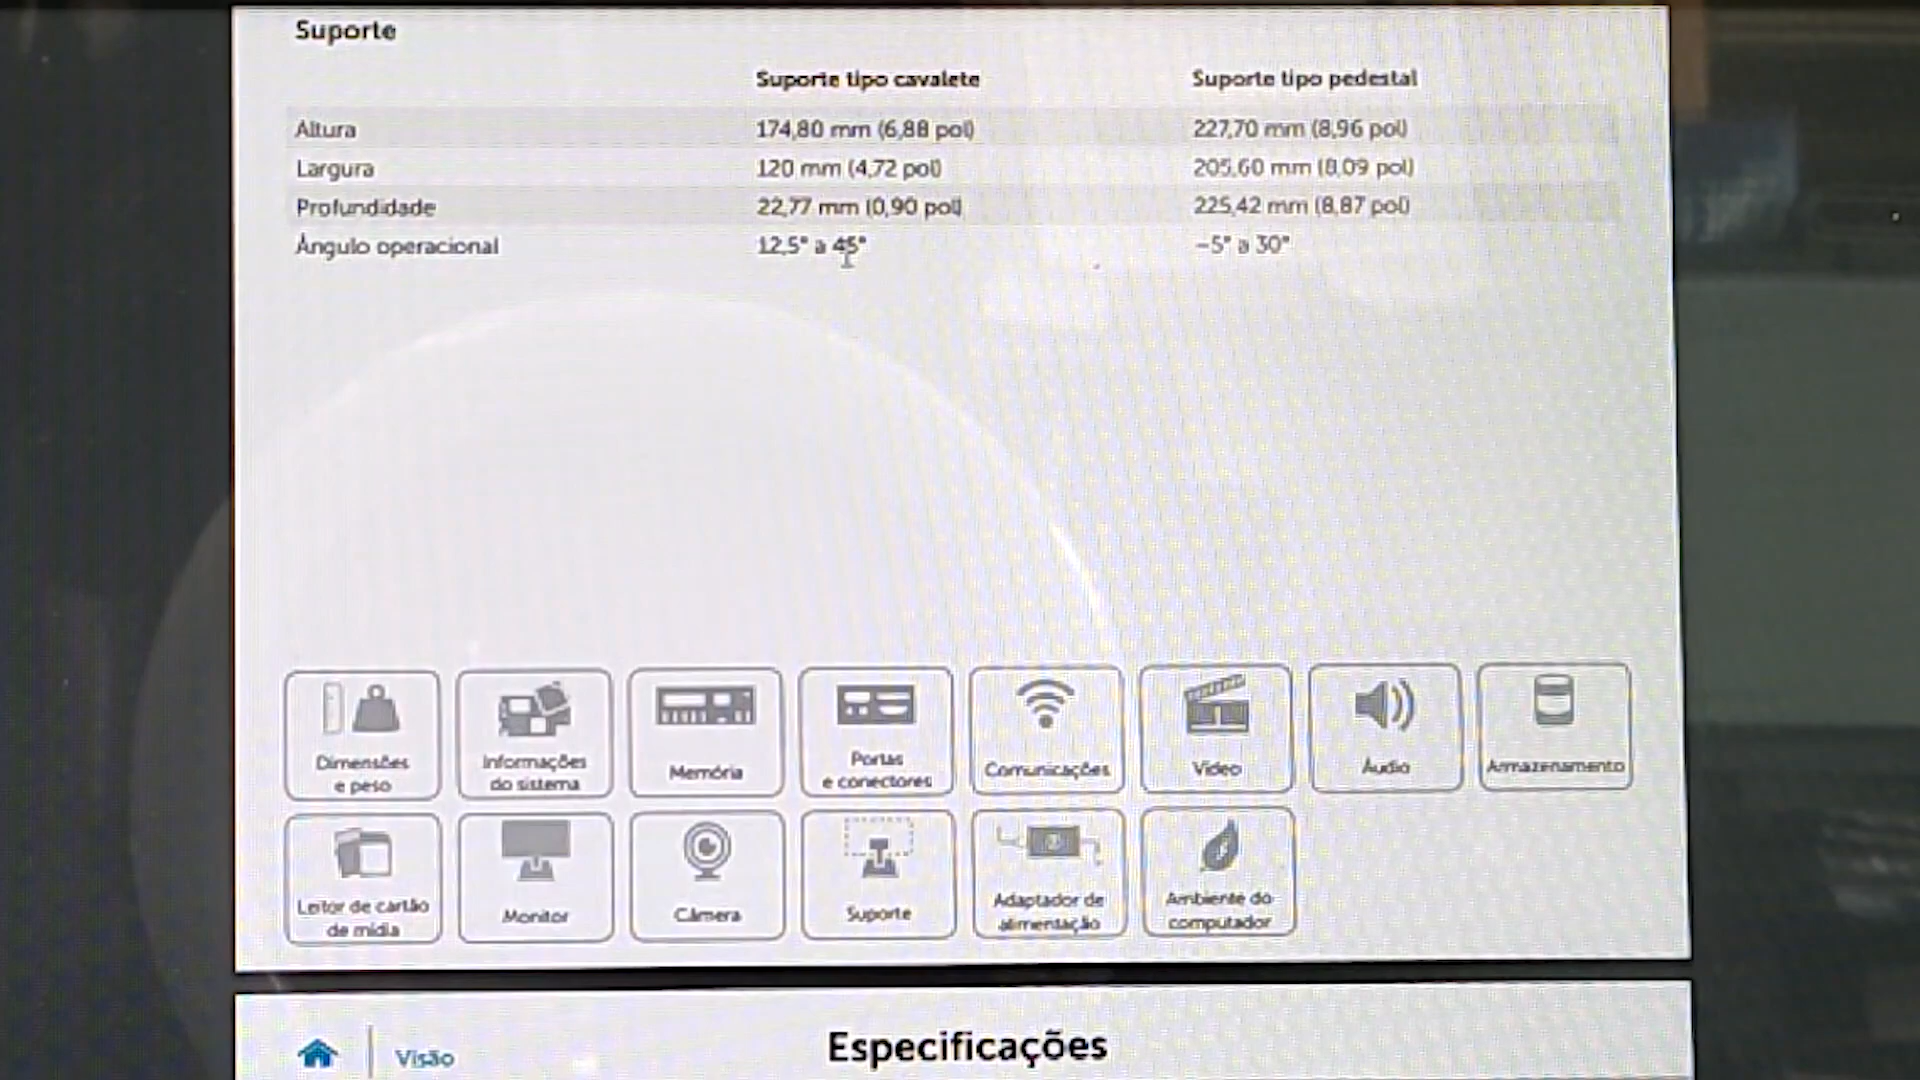 Suporte
Suporte tipo cavalete Suporte tipo pedestal
Altura 174,80 mm (6,88 pol) 227,70 mm (8,96 pol)
Largura 120 mm (4,72 pol) 205,60 mm (8,09 pol)
Profundidade 22,77 mm (0,90 pol) 225,42 mm (8,87 pol)
Ângulo operacional 12,5° a 45° –5° a 30°
Dimensões
e peso
Informações
do sistema
Memória
Portas
e conectores
Comunicações
Vídeo
Áudio
Armazenamento
Leitor de cartão
de mídia
Monitor
Câmera
Suporte
Adaptador de
alimentação
Ambiente do
computador
Visão
Especificações